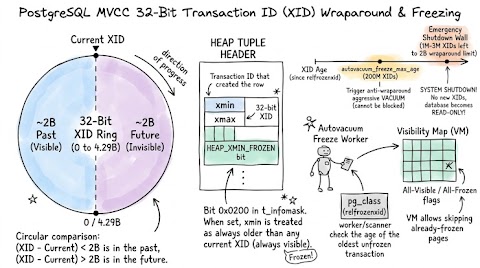 PostgreSQL MVCC 32-Bit Transaction ID (XID) Wraparound & Freezing
Current XID
direction
of progress
~2B
Past
(Visible)
32-Bit
XID Ring
(0 to 4.29B)
~2B
Future
(Invisible)
0 / 4.29B
Circular comparison:
(XID - Current) < 2B is in the past,
(XID - Current) > 2B is in the future.
HEAP TUPLE
HEADER
Transaction ID that
created the row
xmin
xmax
32-bit
XID
HEAP_XMIN_FROZEN
bit
Bit 0x0200 in t_infomask.
When set, xmin is treated
as always older than any
current XID (always visible).
Frozen!
XID Age
(since relfrozenxid)
autovacuum_freeze_max_age
(200M XIDs)
Trigger anti-wraparound
aggressive VACUUM
(cannot be blocked)
Emergency
Shutdown Wall
(1M-3M XIDs left
to 2B wraparound limit)
SYSTEM SHUTDOWN!
No new XIDs,
database becomes
READ-ONLY!
Autovacuum
Freeze Worker
pg_class
(relfrozenxid)
worker/scanner
check the age of
the oldest
unfrozen
transaction
Visibility Map (VM)
All-Visible / All-Frozen
flags
VM allows skipping
already-frozen
pages